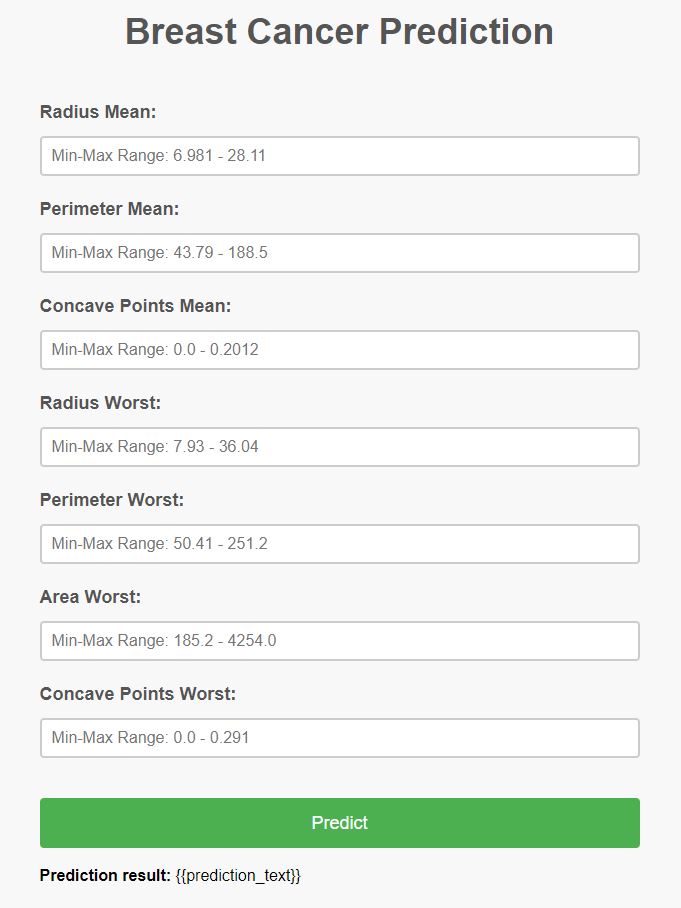 Breast Cancer Prediction
Radius Mean:
Min-Max Range: 6.981 - 28.11
Perimeter Mean:
Min-Max Range: 43.79 - 188.5
Concave Points Mean:
Min-Max Range: 0.0 - 0.2012
Radius Worst:
Min-Max Range: 7.93 - 36.04
Perimeter Worst:
Min-Max Range: 50.41 - 251.2
Area Worst:
Min-Max Range: 185.2 - 4254.0
Concave Points Worst:
Min-Max Range: 0.0 - 0.291
Predict
Prediction result: {{prediction_text}}